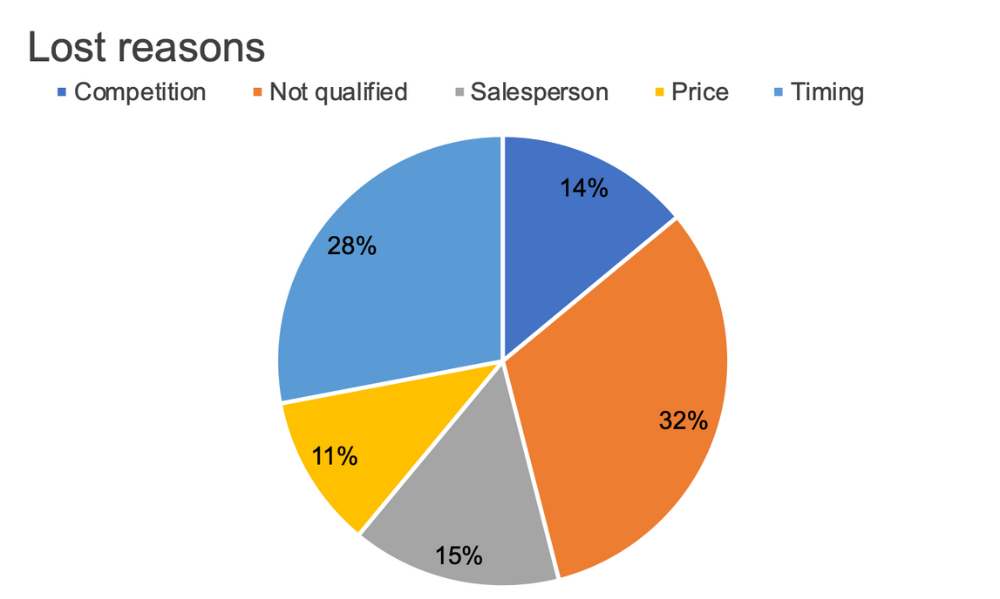 Lost reasons
Competition Not qualified Salesperson Price Timing
14%
28%
32%
11%
15%